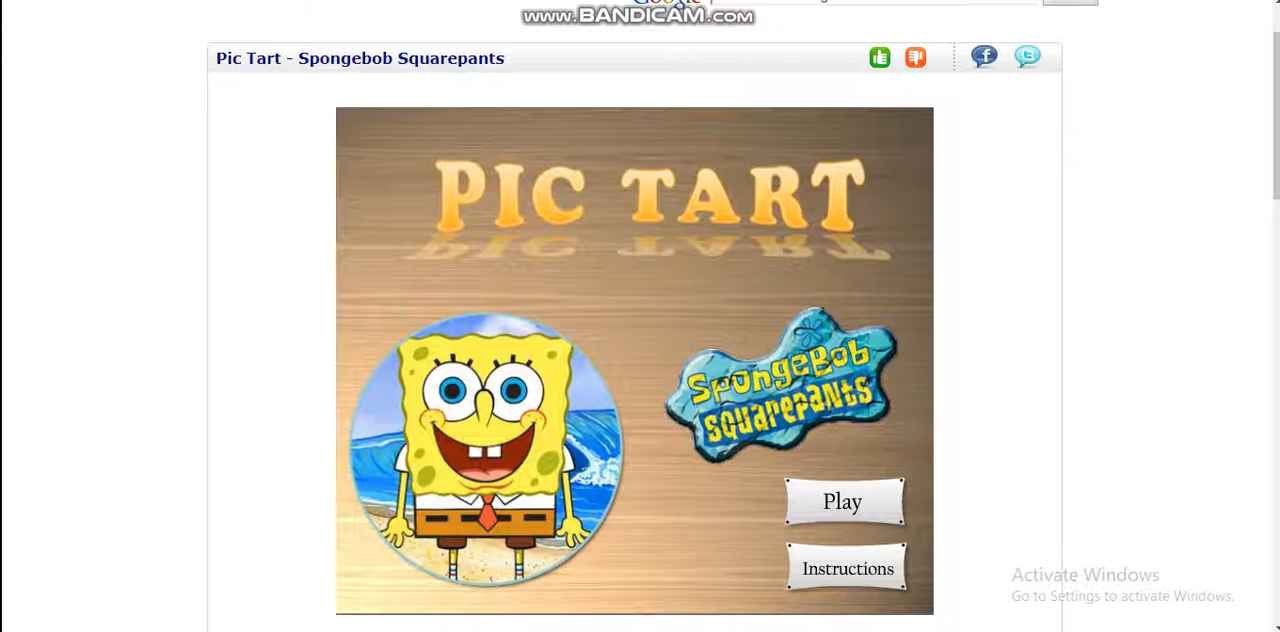 www.BANDICAM.com
Pic Tart - Spongebob Squarepants
PIC TART
SpongeBob
squarepants
Play
Instructions
Activate Windows
Go to Settings to activate Windows.